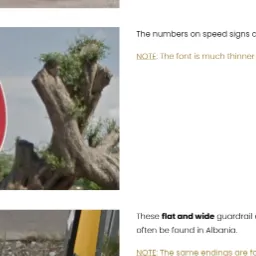 The numbers on speed signs
NOTE: The font is much thinner
These flat and wide guardrail
often be found in Albania.
NOTE: The same endings are